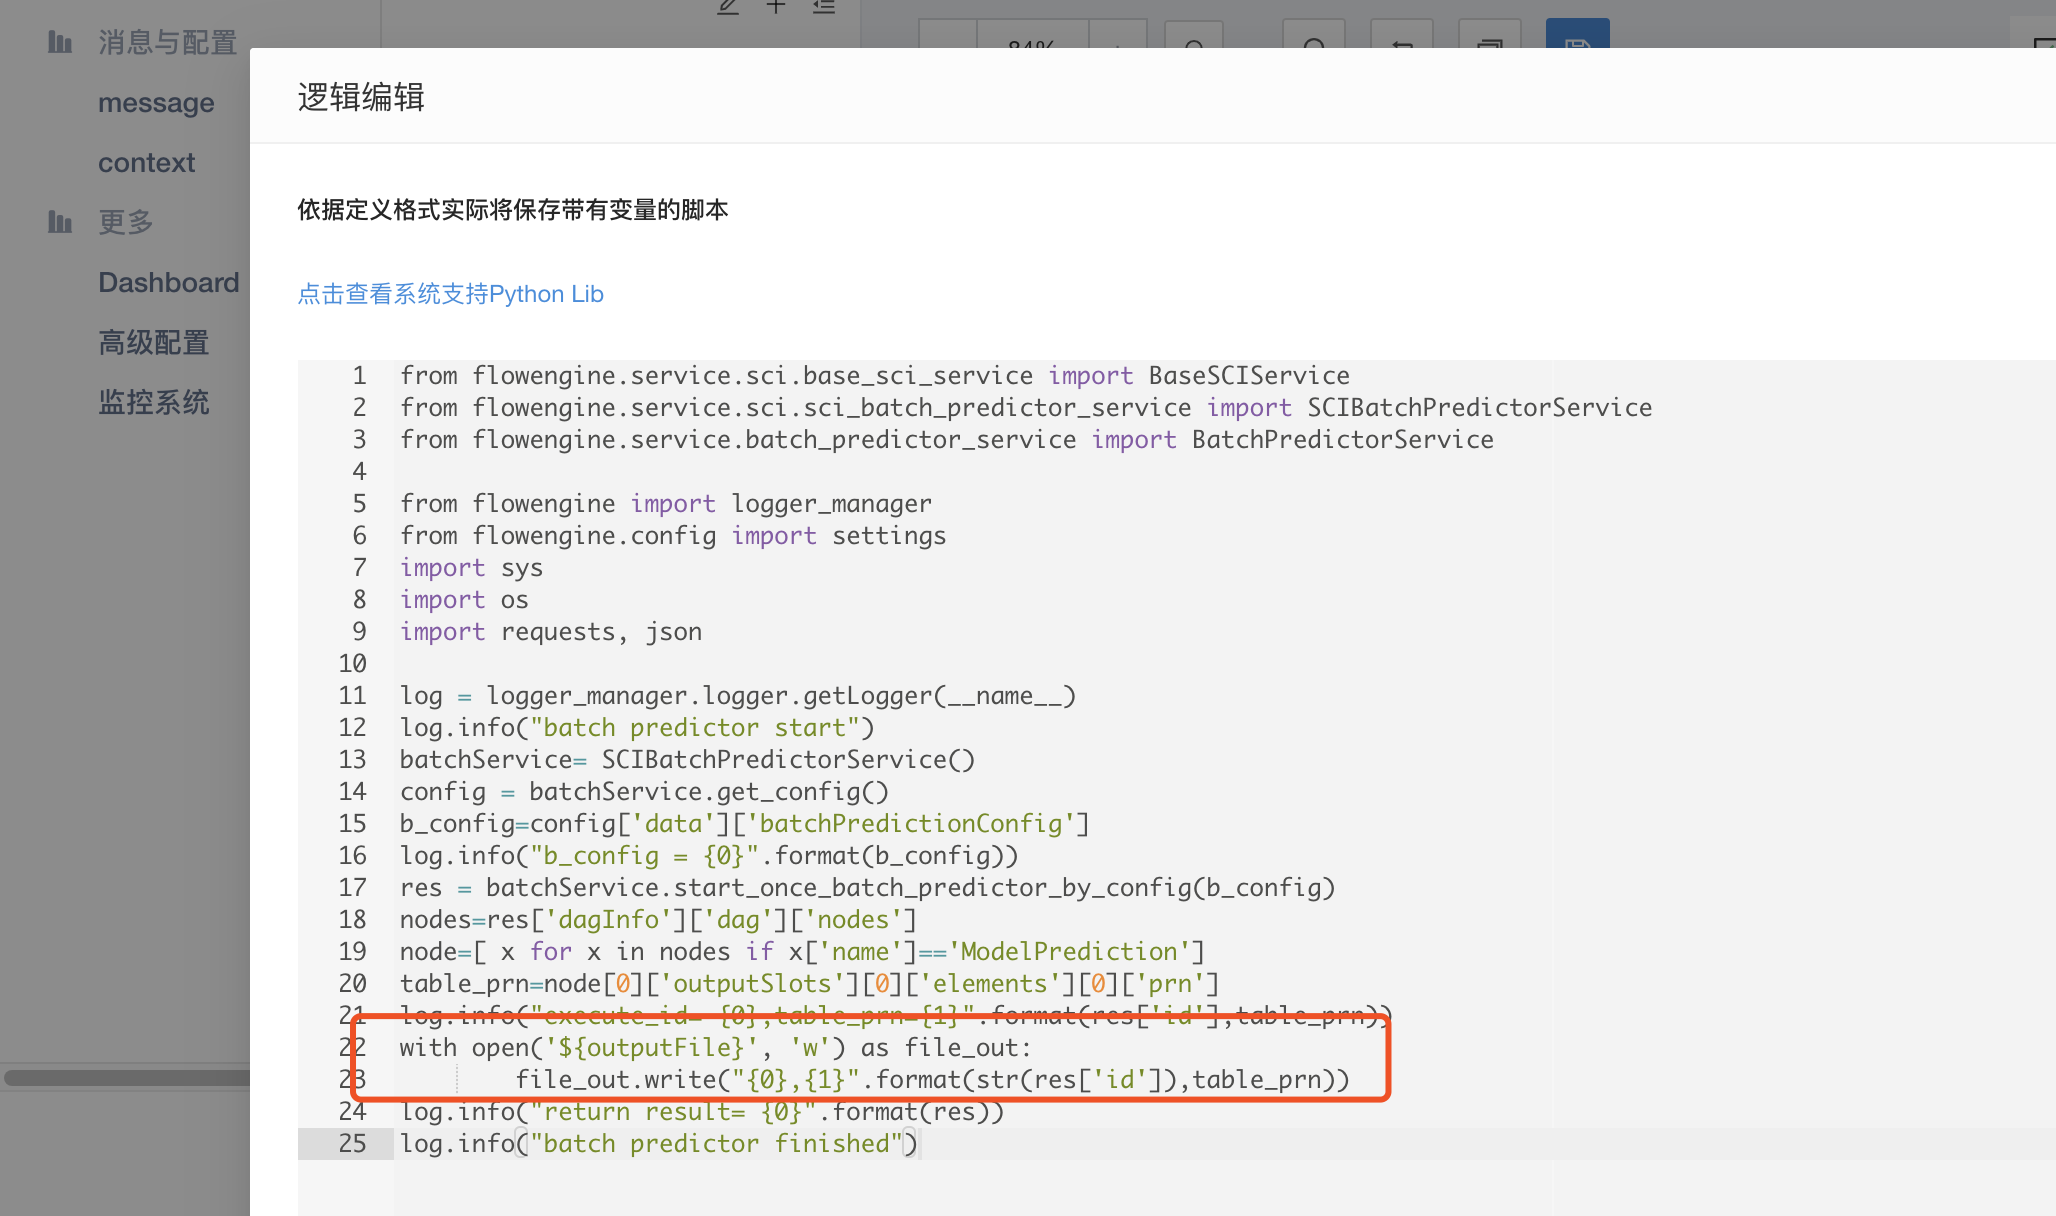 消息与配置
message
context
更多
Dashboard
高级配置
监控系统
84%
逻辑编辑
依据定义格式实际将保存带有变量的脚本
点击查看系统支持Python Lib
1 from flowengine.service.sci.base_sci_service import BaseSCIService
2 from flowengine.service.sci.sci_batch_predictor_service import SCIBatchPredictorService
3 from flowengine.service.batch_predictor_service import BatchPredictorService
4
5 from flowengine import logger_manager
6 from flowengine.config import settings
7 import sys
8 import os
9 import requests, json
10
11 log = logger_manager.logger.getLogger(__name__)
12 log.info("batch predictor start")
13 batchService= SCIBatchPredictorService()
14 config = batchService.get_config()
15 b_config=config['data']['batchPredictionConfig']
16 log.info("b_config = {0}".format(b_config))
17 res = batchService.start_once_batch_predictor_by_config(b_config)
18 nodes=res['dagInfo']['dag']['nodes']
19 node=[ x for x in nodes if x['name']=='ModelPrediction']
20 table_prn=node[0]['outputSlots'][0]['elements'][0]['prn']
21 log.info("execute_id= {0},table_prn={1}".format(res['id'],table_prn))
22 with open('${outputFile}', 'w') as file_out:
23         file_out.write("{0},{1}".format(str(res['id']),table_prn))
24 log.info("return result= {0}".format(res))
25 log.info("batch predictor finished")